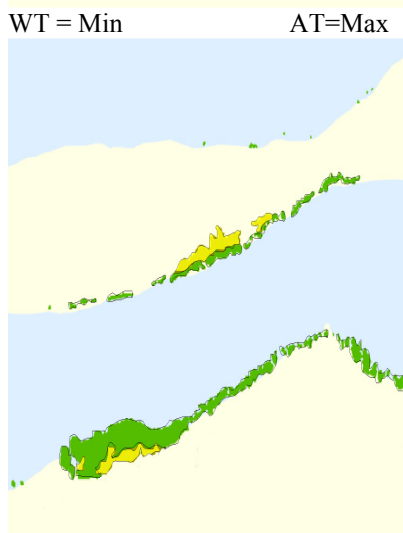 WT = Min AT=Max